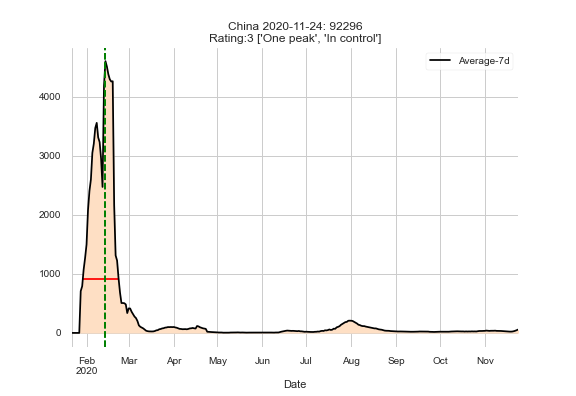 China 2020-11-24: 92296
Rating:3 ['One peak', 'In control']
Average-7d
4000
3000
2000
1000
0
Feb Mar Apr May Jun Jul Aug Sep Oct Nov
2020
Date